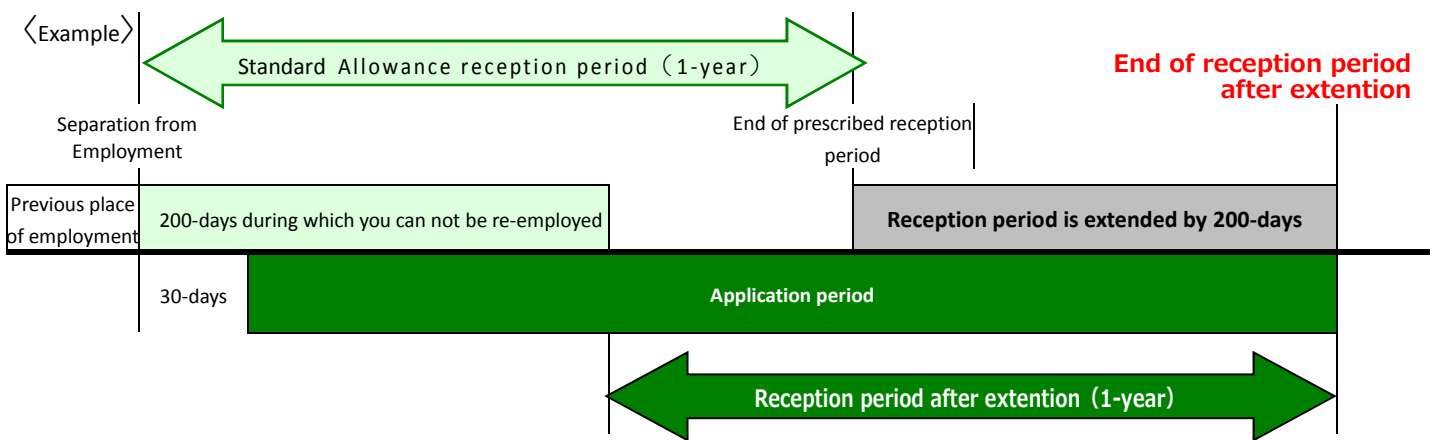 〈Example〉
Standard Allowance reception period（1-year）
End of reception period
after extention
Separation from
Employment
End of prescribed reception
period
Previous place
of employment
200-days during which you can not be re-employed
Reception period is extended by 200-days
30-days
Application period
Reception period after extention（1-year）